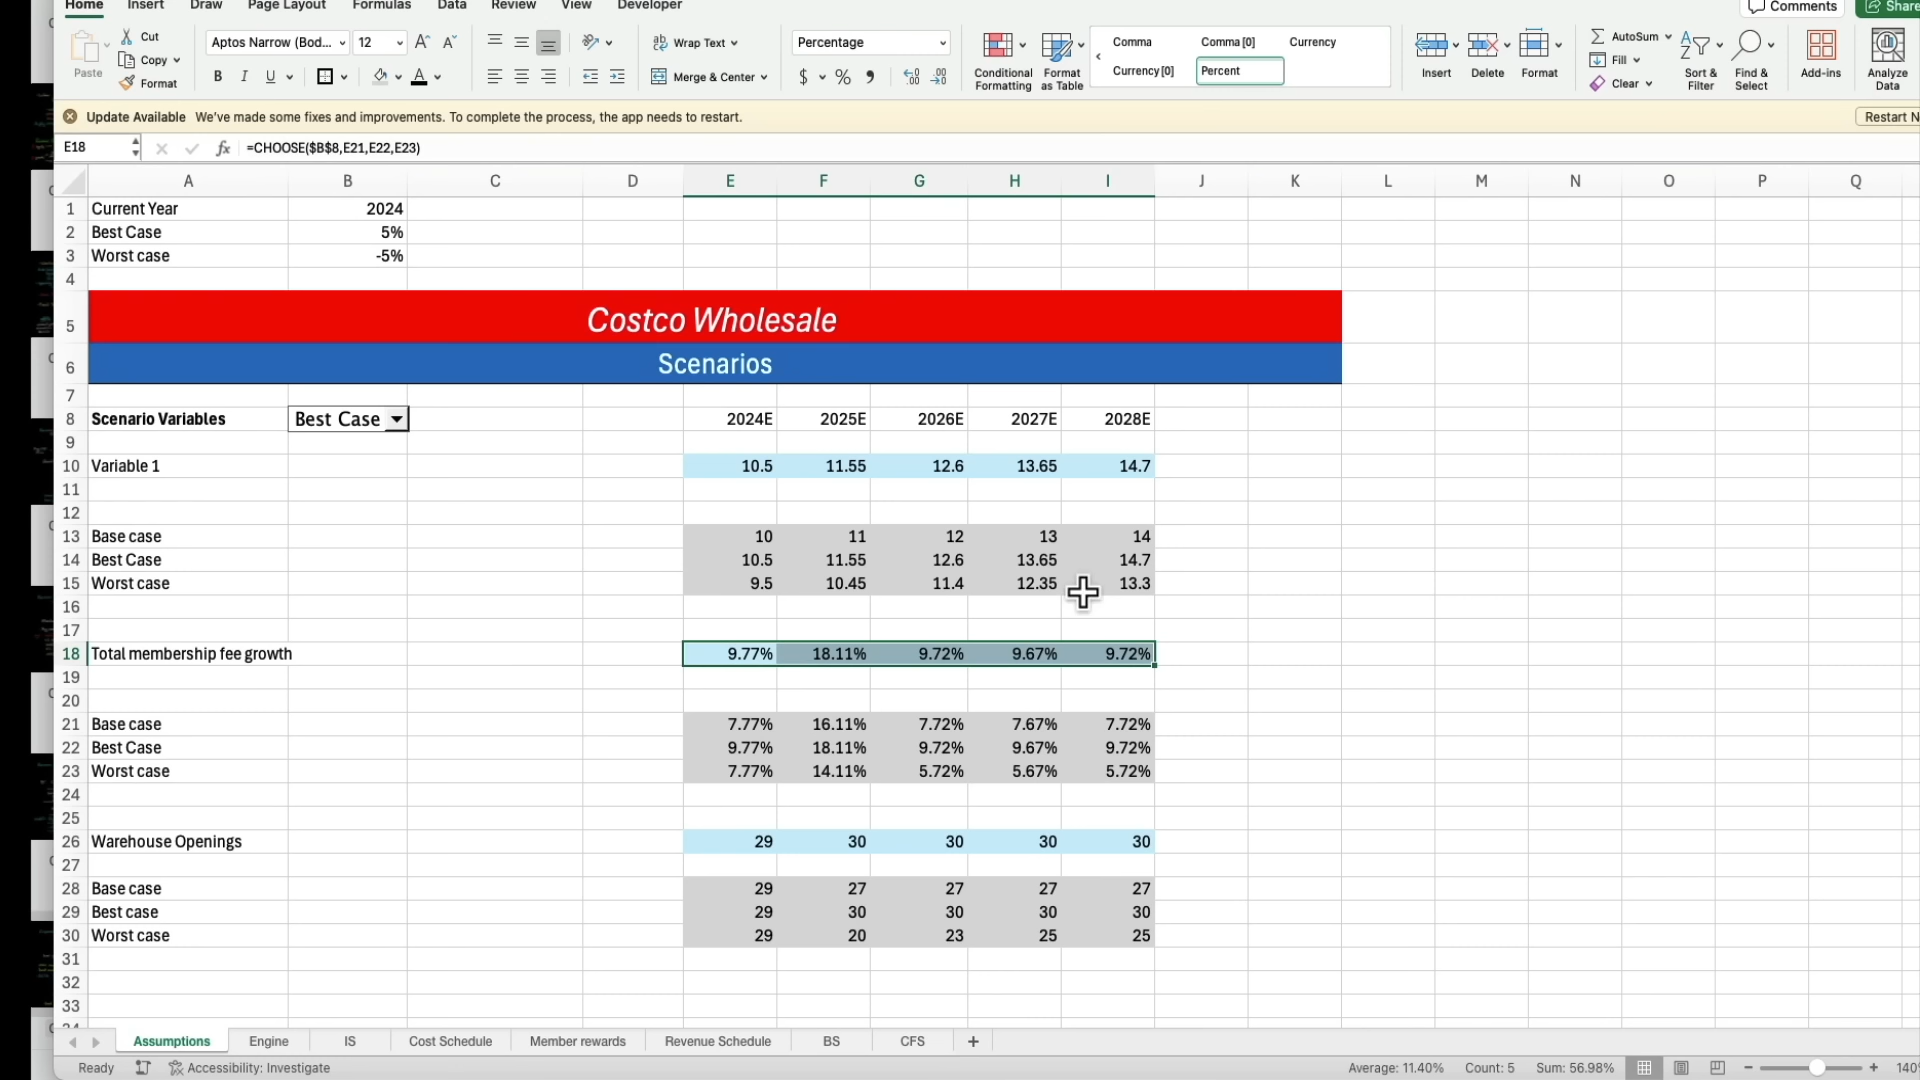 Home Insert Draw Page Layout Formulas Data Review View Developer Comments Share
Paste Cut Copy Format
Aptos Narrow (Bod... 12 A^ A˅
B I U A
Wrap Text
Merge & Center
Percentage
$ % 9
Conditional Formatting
Format as Table
Comma Comma [0] Currency
Currency [0] Percent
Insert Delete Format
AutoSum
Fill
Clear
Sort & Filter
Find & Select
Add-ins
Analyze Data
Update Available We've made some fixes and improvements. To complete the process, the app needs to restart. Restart N
E18 fx =CHOOSE($B$8,E21,E22,E23)
A B C D E F G H I J K L M N O P Q
1 Current Year 2024
2 Best Case 5%
3 Worst case -5%
4
5 Costco Wholesale
6 Scenarios
7
8 Scenario Variables Best Case 2024E 2025E 2026E 2027E 2028E
9
10 Variable 1 10.5 11.55 12.6 13.65 14.7
11
12
13 Base case 10 11 12 13 14
14 Best Case 10.5 11.55 12.6 13.65 14.7
15 Worst case 9.5 10.45 11.4 12.35 13.3
16
17
18 Total membership fee growth 9.77% 18.11% 9.72% 9.67% 9.72%
19
20
21 Base case 7.77% 16.11% 7.72% 7.67% 7.72%
22 Best Case 9.77% 18.11% 9.72% 9.67% 9.72%
23 Worst case 7.77% 14.11% 5.72% 5.67% 5.72%
24
25
26 Warehouse Openings 29 30 30 30 30
27
28 Base case 29 27 27 27 27
29 Best case 29 30 30 30 30
30 Worst case 29 20 23 25 25
31
32
33
Assumptions Engine IS Cost Schedule Member rewards Revenue Schedule BS CFS +
Ready Accessibility: Investigate Average: 11.40% Count: 5 Sum: 56.98% - + 140